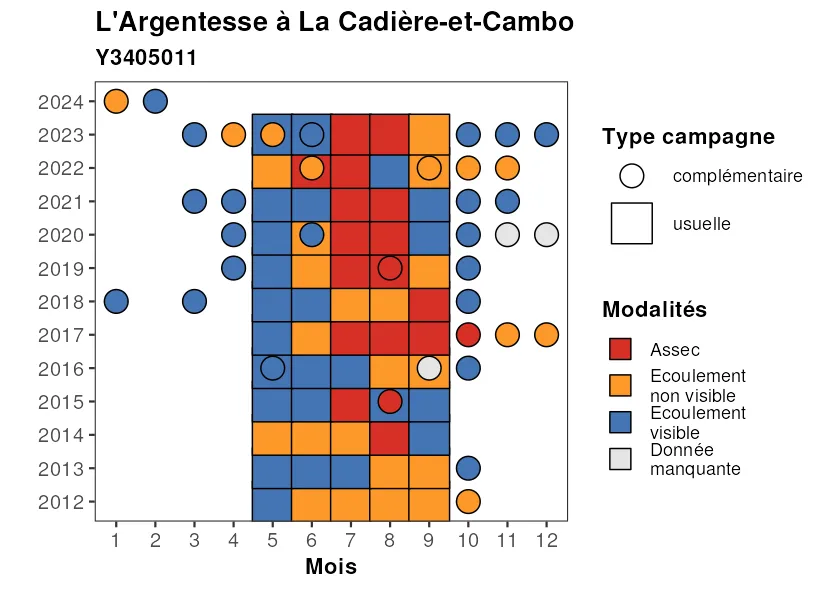 L'Argentesse à La Cadière-et-Cambo
Y3405011
2024
2023
2022
2021
2020
2019
2018
2017
2016
2015
2014
2013
2012
1 2 3 4 5 6 7 8 9 10 11 12
Mois
Type campagne
complémentaire
usuelle
Modalités
Assec
Ecoulement
non visible
Ecoulement
visible
Donnée
manquante